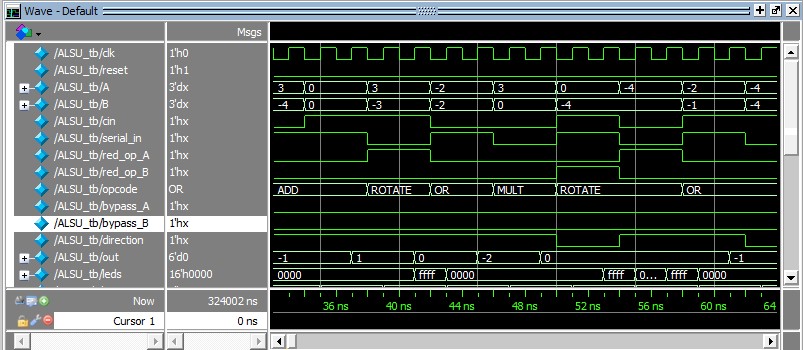 Wave - Default
Msgs
/ALSU_tb/clk 1'h0
/ALSU_tb/reset 1'h1
/ALSU_tb/A 3'dx 3 0 3 -2 3 0 -4 -2 -4
/ALSU_tb/B 3'dx -4 0 -3 -2 0 -4 -1 -4
/ALSU_tb/cin 1'hx
/ALSU_tb/serial_in 1'hx
/ALSU_tb/red_op_A 1'hx
/ALSU_tb/red_op_B 1'hx
/ALSU_tb/opcode OR ADD ROTATE OR MULT ROTATE OR
/ALSU_tb/bypass_A 1'hx
/ALSU_tb/bypass_B 1'hx
/ALSU_tb/direction 1'hx
/ALSU_tb/out 6'd0 -1 1 0 -2 0 -1
/ALSU_tb/leds 16'h0000 0000 ffff 0000 ffff 0... ffff 0000
Now 324002 ns 36 ns 40 ns 44 ns 48 ns 52 ns 56 ns 60 ns 64
Cursor 1 0 ns